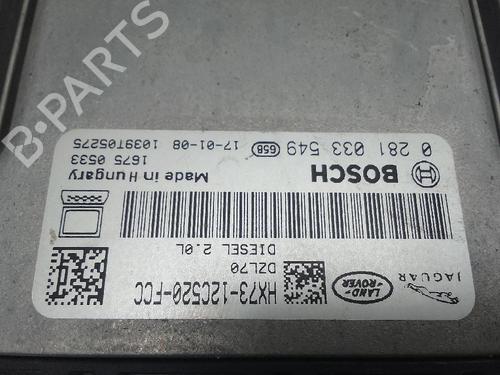 0 281 033 549 658 17-01-08 1039T05275
BOSCH
1675 0533
Made in Hungary
DIESEL 2.0L
DZL70
HX73-12C520-FCC
LAND-
ROVER
JAGUAR
B-PARTS